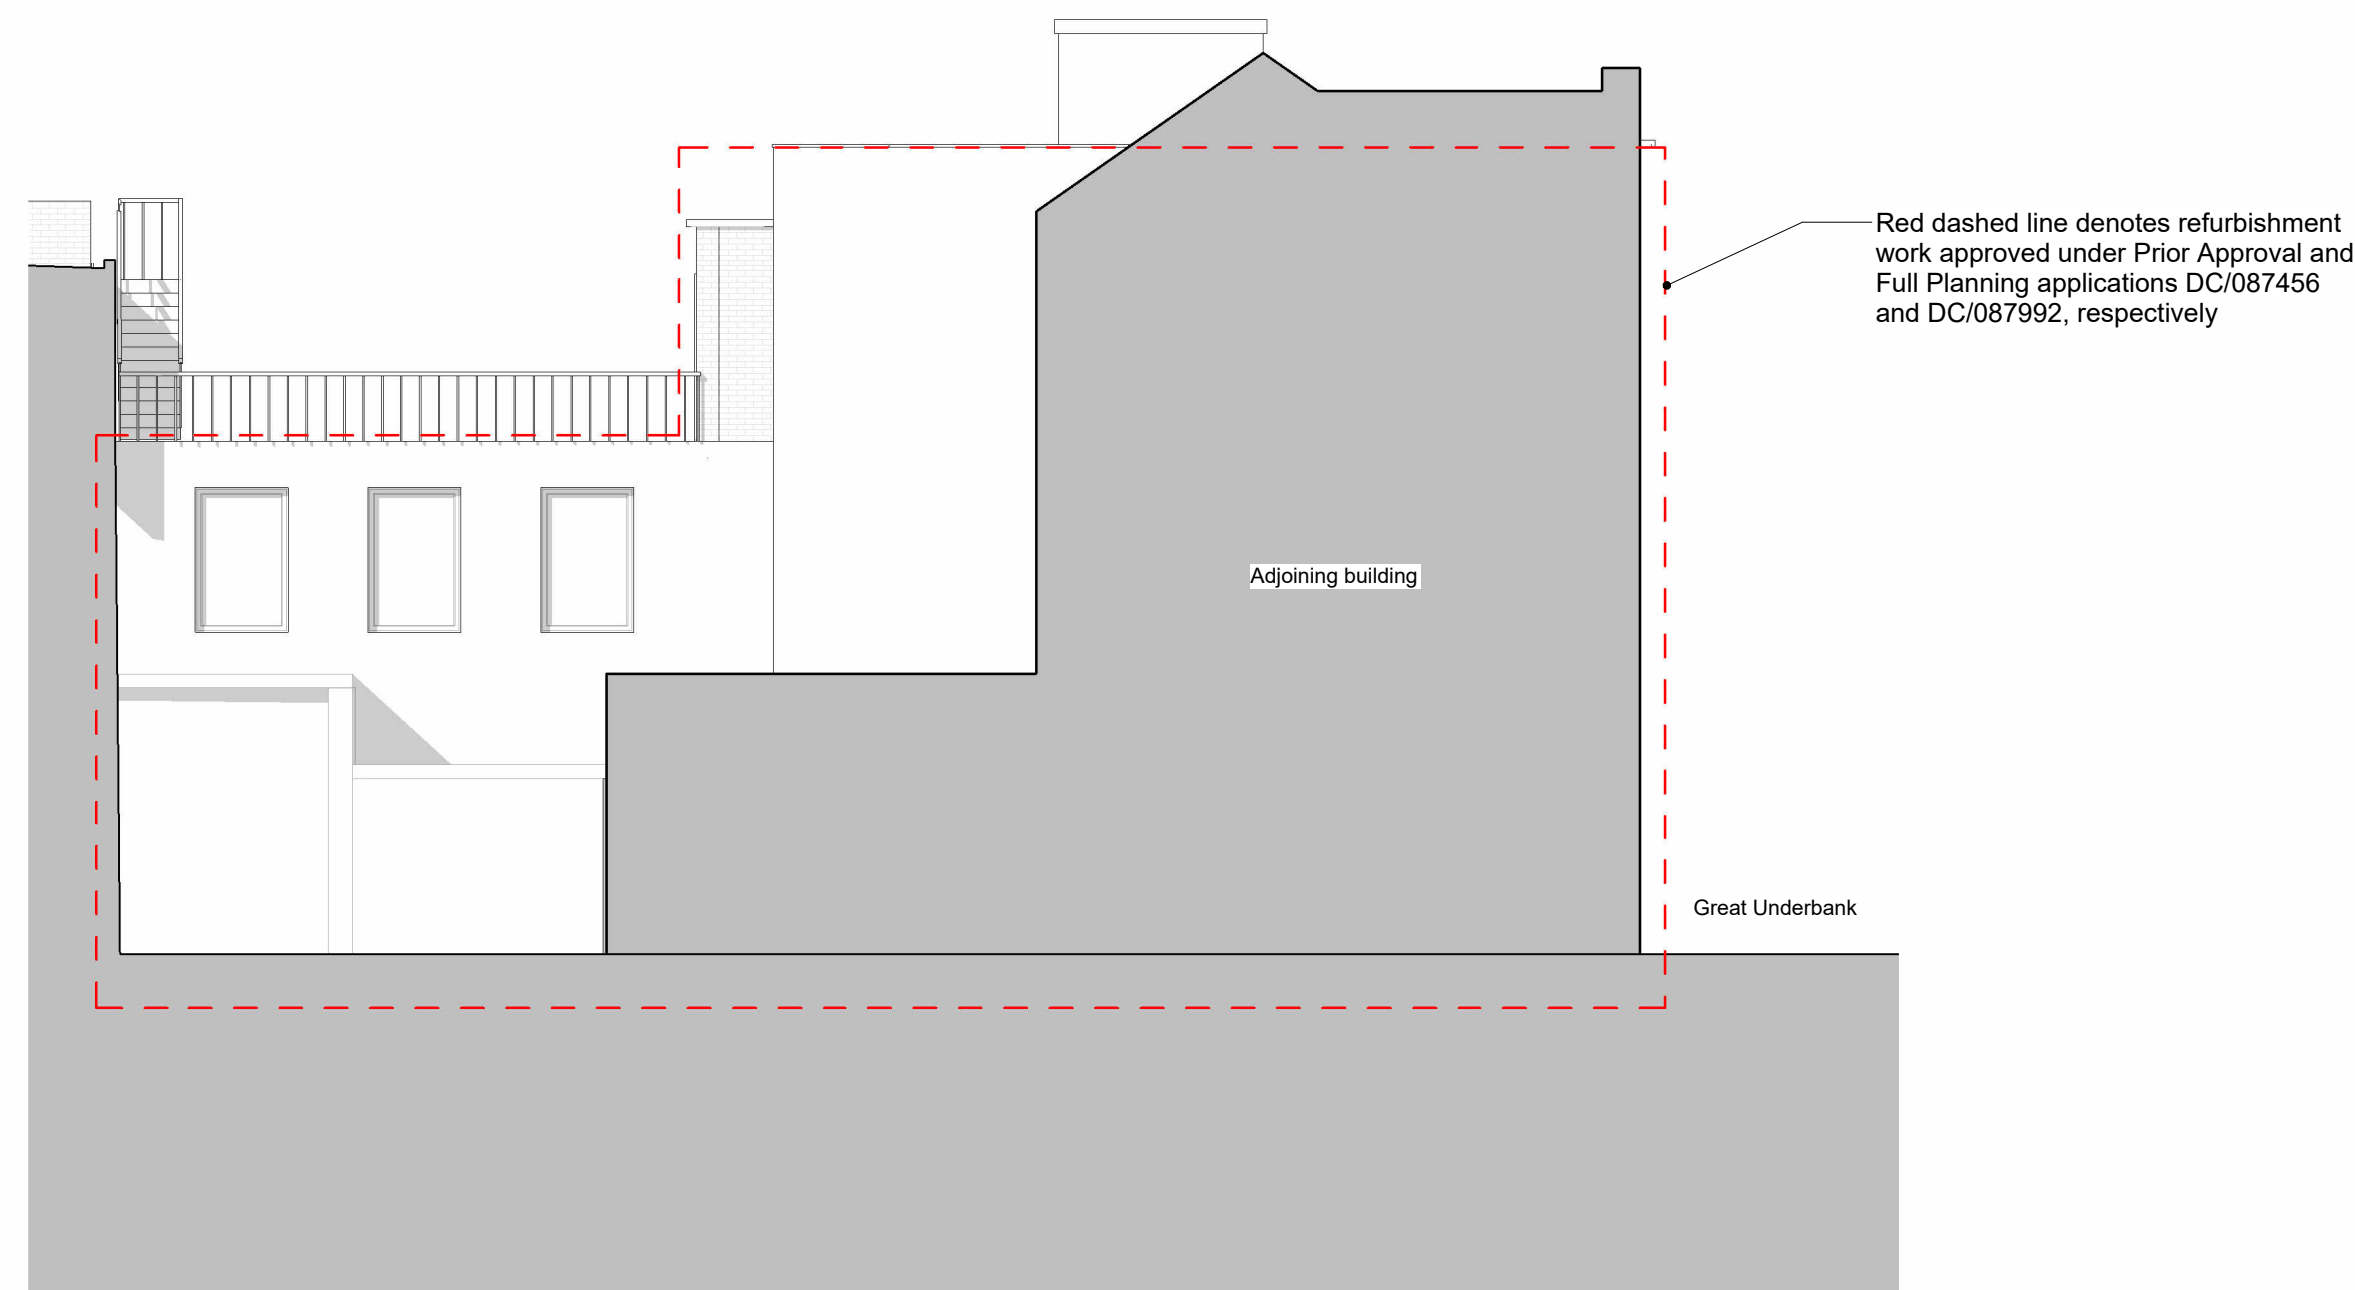 Red dashed line denotes refurbishment
work approved under Prior Approval and
Full Planning applications DC/087456
and DC/087992, respectively
Adjoining building
Great Underbank